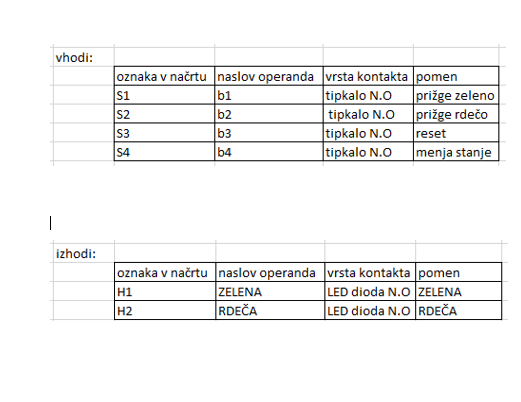 vhodi:
oznaka v načrtu naslov operanda vrsta kontakta pomen
S1 b1 tipkalo N.O prižge zeleno
S2 b2 tipkalo N.O prižge rdečo
S3 b3 tipkalo N.O reset
S4 b4 tipkalo N.O menja stanje
izhodi:
oznaka v načrtu naslov operanda vrsta kontakta pomen
H1 ZELENA LED dioda N.O ZELENA
H2 RDEČA LED dioda N.O RDEČA